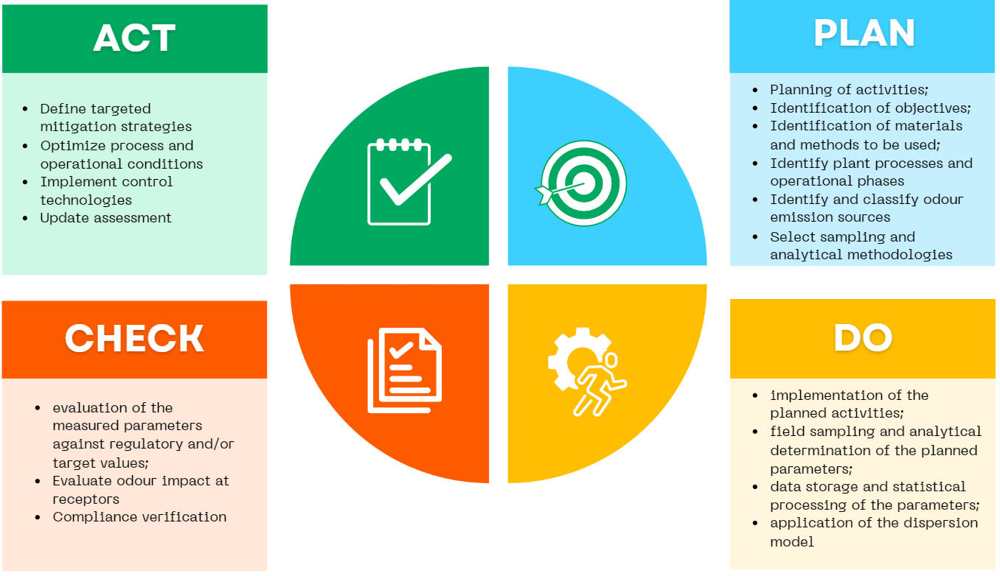 ACT
• Define targeted
mitigation strategies
• Optimize process and
operational conditions
• Implement control
technologies
• Update assessment
PLAN
• Planning of activities;
• Identification of objectives;
• Identification of materials
and methods to be used;
• Identify plant processes and
operational phases
• Identify and classify odour
emission sources
• Select sampling and
analytical methodologies
CHECK
• evaluation of the
measured parameters
against regulatory and/or
target values;
• Evaluate odour impact at
receptors
• Compliance verification
DO
• implementation of the
planned activities;
• field sampling and analytical
determination of the planned
parameters;
• data storage and statistical
processing of the parameters;
• application of the dispersion
model